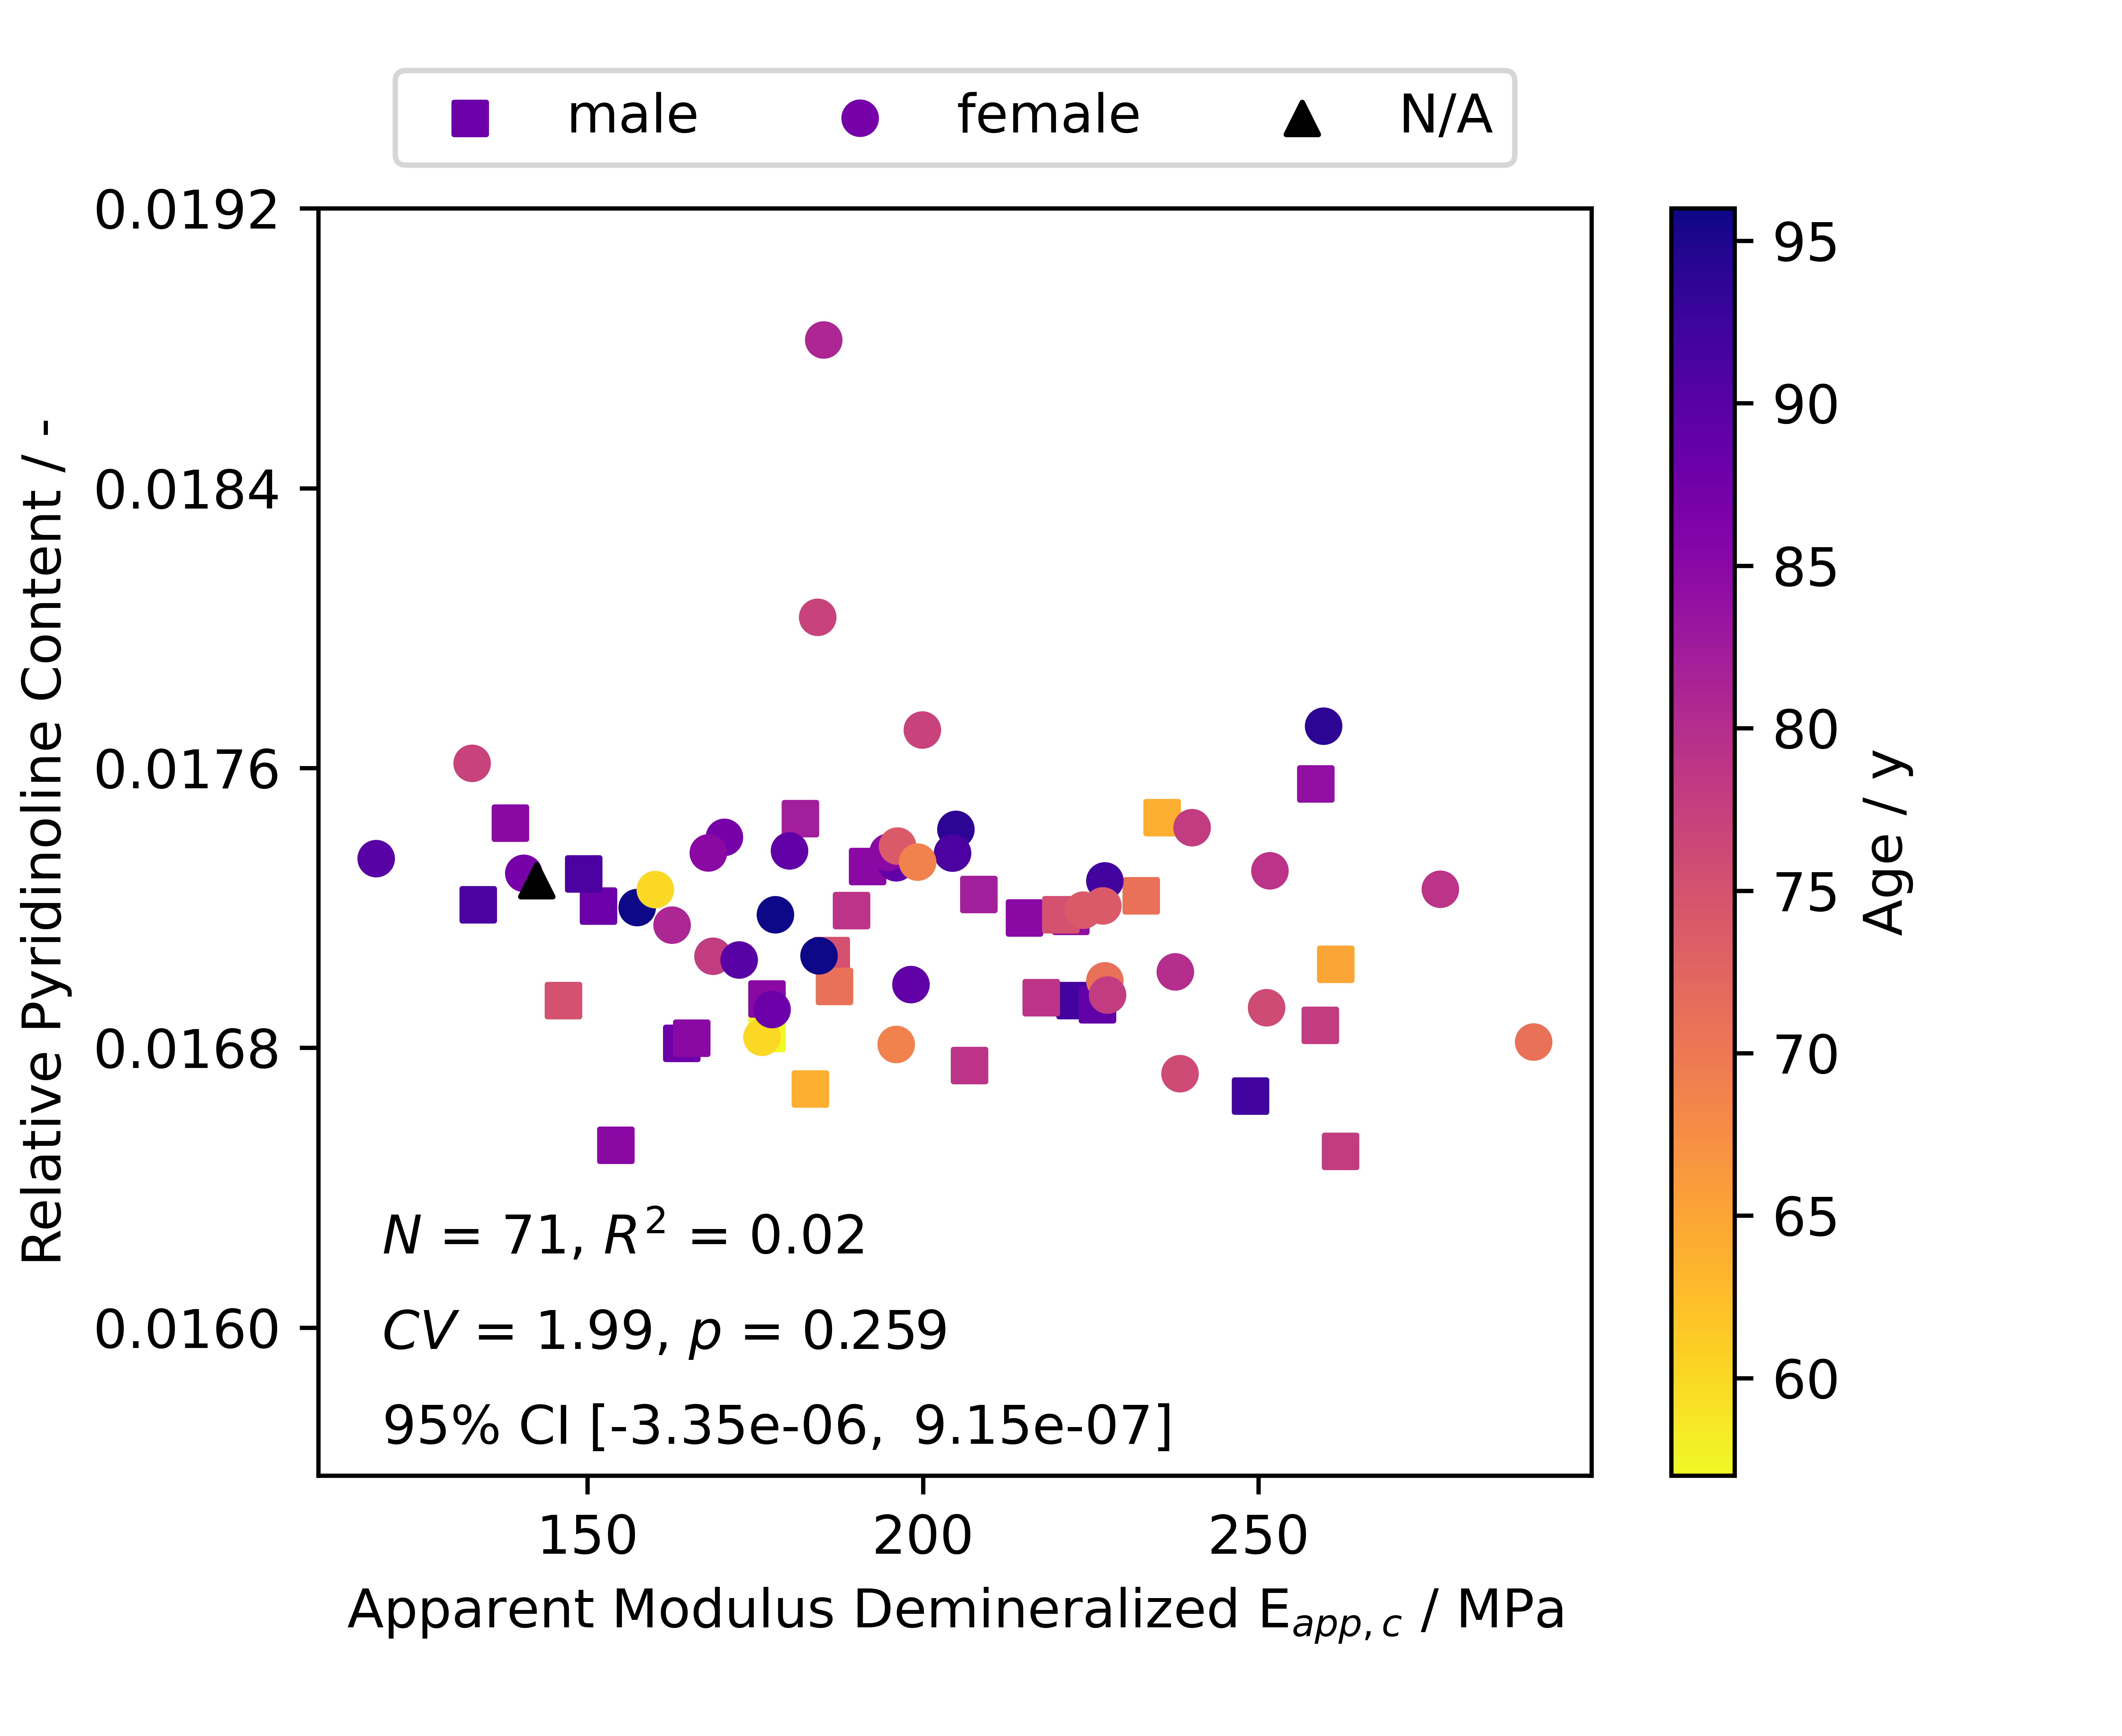 male female N/A
0.0192
0.0184
0.0176
0.0168
0.0160
Relative Pyridinoline Content / -
N = 71, R² = 0.02
CV = 1.99, p = 0.259
95% CI [-3.35e-06, 9.15e-07]
150 200 250
Apparent Modulus Demineralized E_app,c / MPa
95
90
85
80
75
70
65
60
Age / y